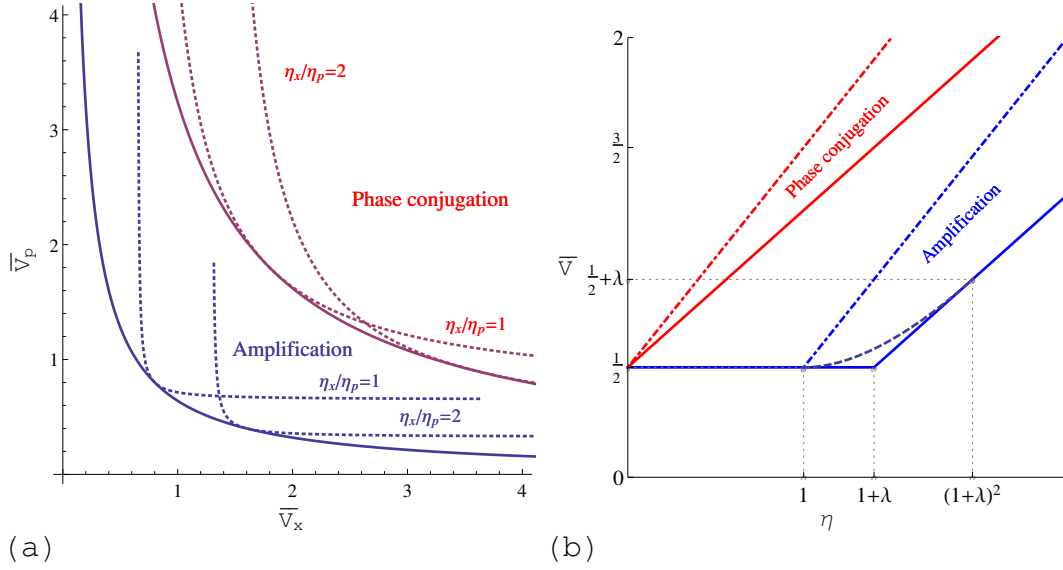 4
3
V̅p
2
1
1
2
3
4
V̅x
ηx/ηp=2
Phase conjugation
ηx/ηp=1
Amplification
ηx/ηp=1
ηx/ηp=2
(a)
2
3/2
V̅
1/2+λ
1/2
0
1
1+λ
(1+λ)²
η
Phase conjugation
Amplification
(b)